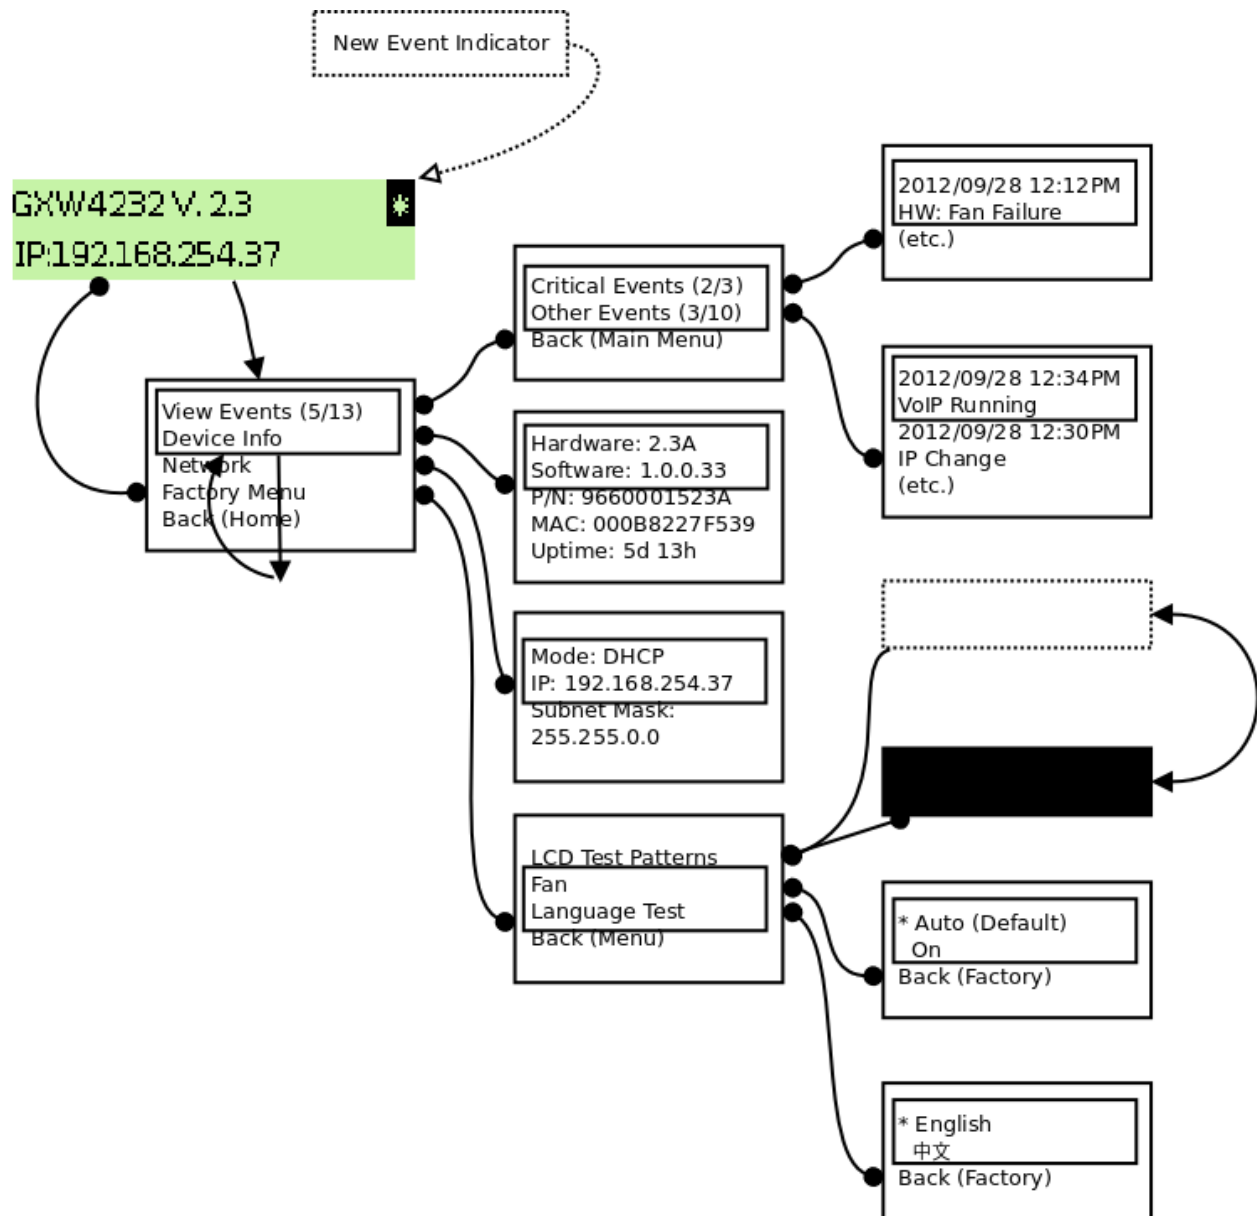 New Event Indicator
GXW4232 V. 2.3 *
IP:192.168.254.37
View Events (5/13)
Device Info
Network
Factory Menu
Back (Home)
Critical Events (2/3)
Other Events (3/10)
Back (Main Menu)
Hardware: 2.3A
Software: 1.0.0.33
P/N: 9660001523A
MAC: 000B8227F539
Uptime: 5d 13h
Mode: DHCP
IP: 192.168.254.37
Subnet Mask:
255.255.0.0
LCD Test Patterns
Fan
Language Test
Back (Menu)
2012/09/28 12:12PM
HW: Fan Failure
(etc.)
2012/09/28 12:34PM
VoIP Running
2012/09/28 12:30PM
IP Change
(etc.)
* Auto (Default)
On
Back (Factory)
* English
中文
Back (Factory)